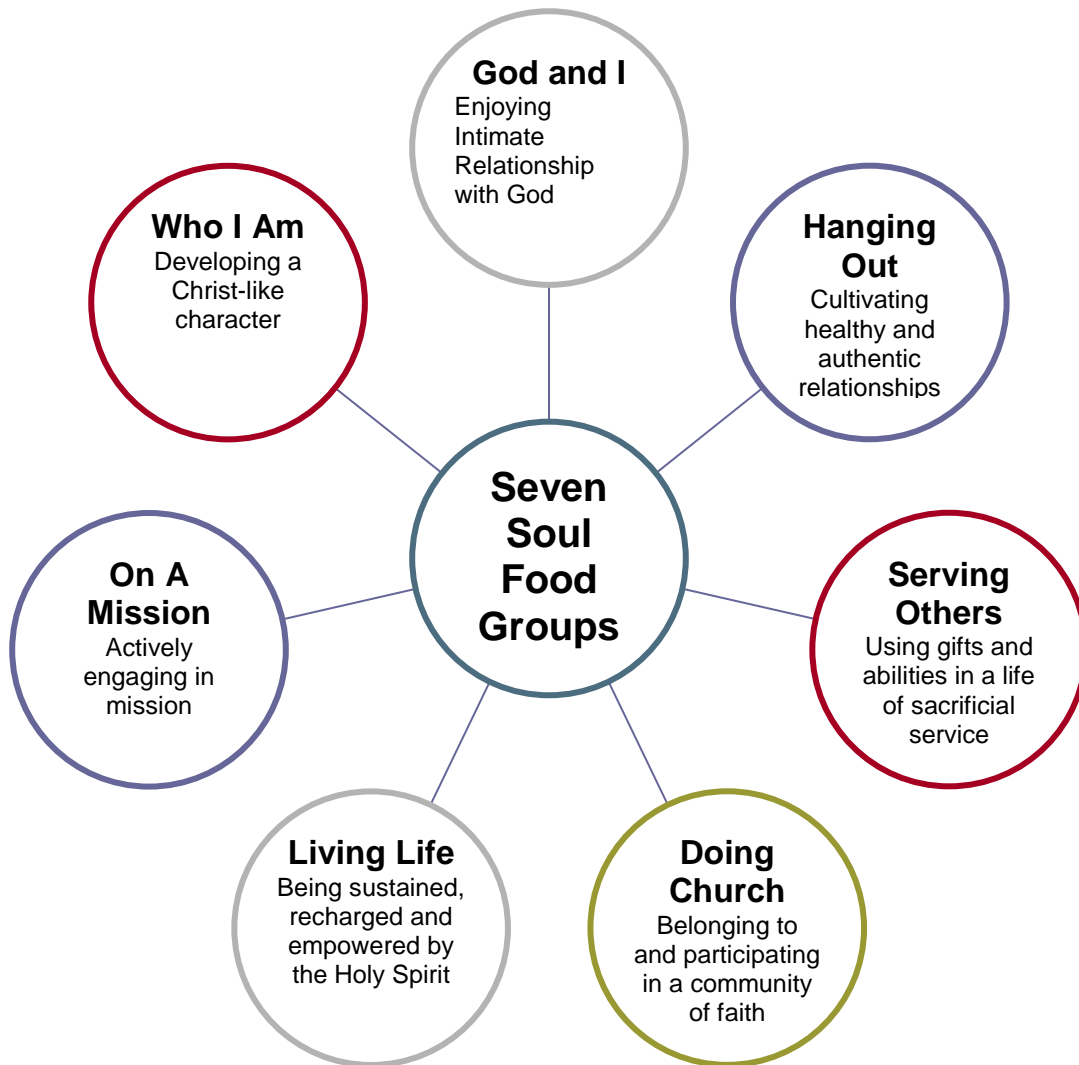 God and I
Enjoying
Intimate
Relationship
with God
Hanging
Out
Cultivating
healthy and
authentic
relationships
Serving
Others
Using gifts and
abilities in a life
of sacrificial
service
Doing
Church
Belonging to
and participating
in a community
of faith
Living Life
Being sustained,
recharged and
empowered by
the Holy Spirit
On A
Mission
Actively
engaging in
mission
Who I Am
Developing a
Christ-like
character
Seven
Soul
Food
Groups